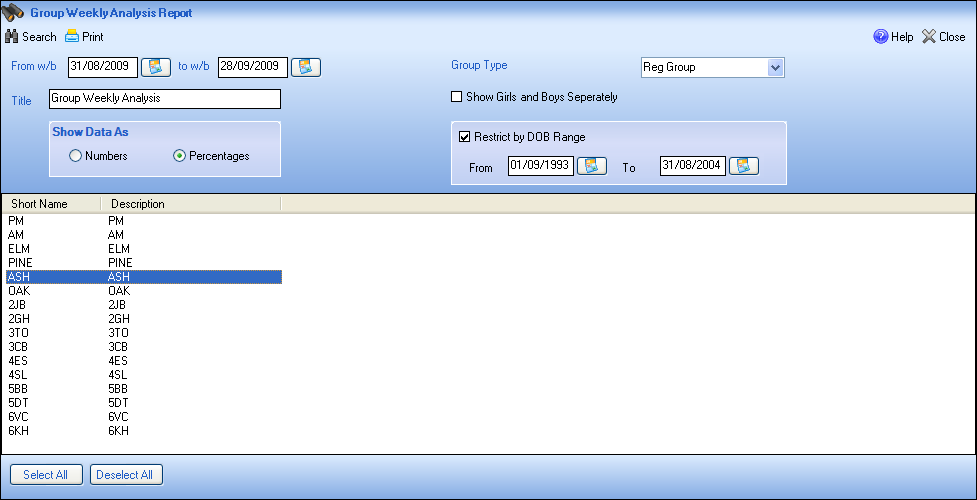 Group Weekly Analysis Report
Search Print Help Close
From w/b 31/08/2009 to w/b 28/09/2009 Group Type Reg Group
Title Group Weekly Analysis Show Girls and Boys Seperately
Show Data As
Numbers Percentages
Restrict by DOB Range
From 01/09/1993 To 31/08/2004
Short Name Description
PM PM
AM AM
ELM ELM
PINE PINE
ASH ASH
OAK OAK
2JB 2JB
2GH 2GH
3TO 3TO
3CB 3CB
4ES 4ES
4SL 4SL
5BB 5BB
5DT 5DT
6VC 6VC
6KH 6KH
Select All Deselect All